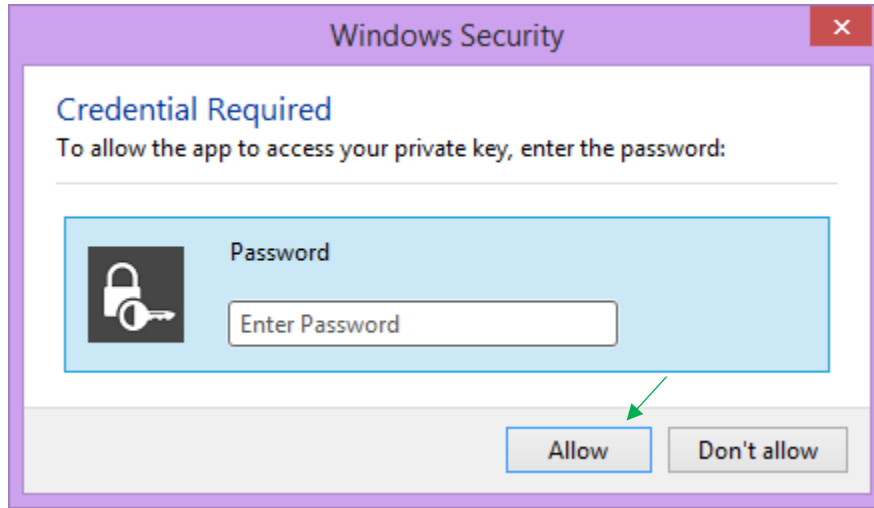 Windows Security
Credential Required
To allow the app to access your private key, enter the password:
Password
Enter Password
Allow
Don't allow